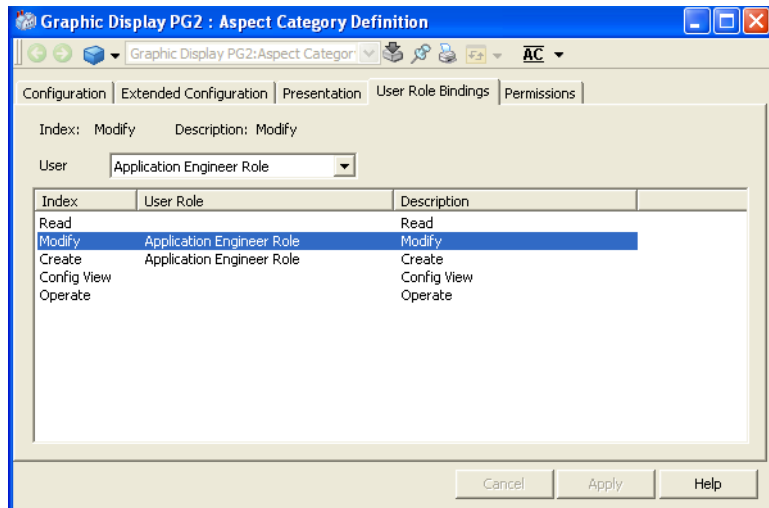 Graphic Display PG2 : Aspect Category Definition
Graphic Display PG2:Aspect Categor
AC
Configuration Extended Configuration Presentation User Role Bindings Permissions
Index: Modify Description: Modify
User Application Engineer Role
Index User Role Description
Read Read
Modify Application Engineer Role Modify
Create Application Engineer Role Create
Config View Config View
Operate Operate
Cancel Apply Help